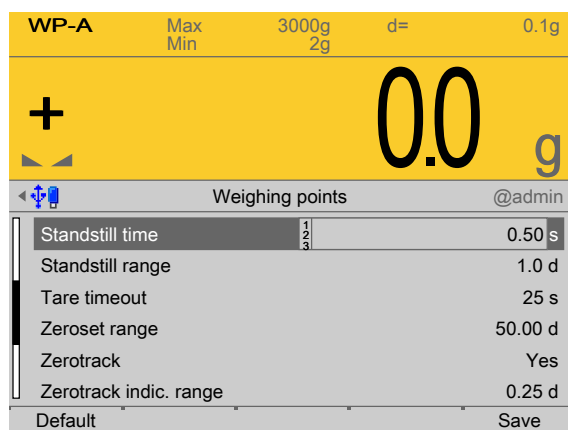 WP-A Max 3000g d= 0.1g
Min 2g
+ 0.0 g
Weighing points @admin
Standstill time 1 2 3 0.50 s
Standstill range 1.0 d
Tare timeout 25 s
Zeroset range 50.00 d
Zerotrack Yes
Zerotrack indic. range 0.25 d
Default Save